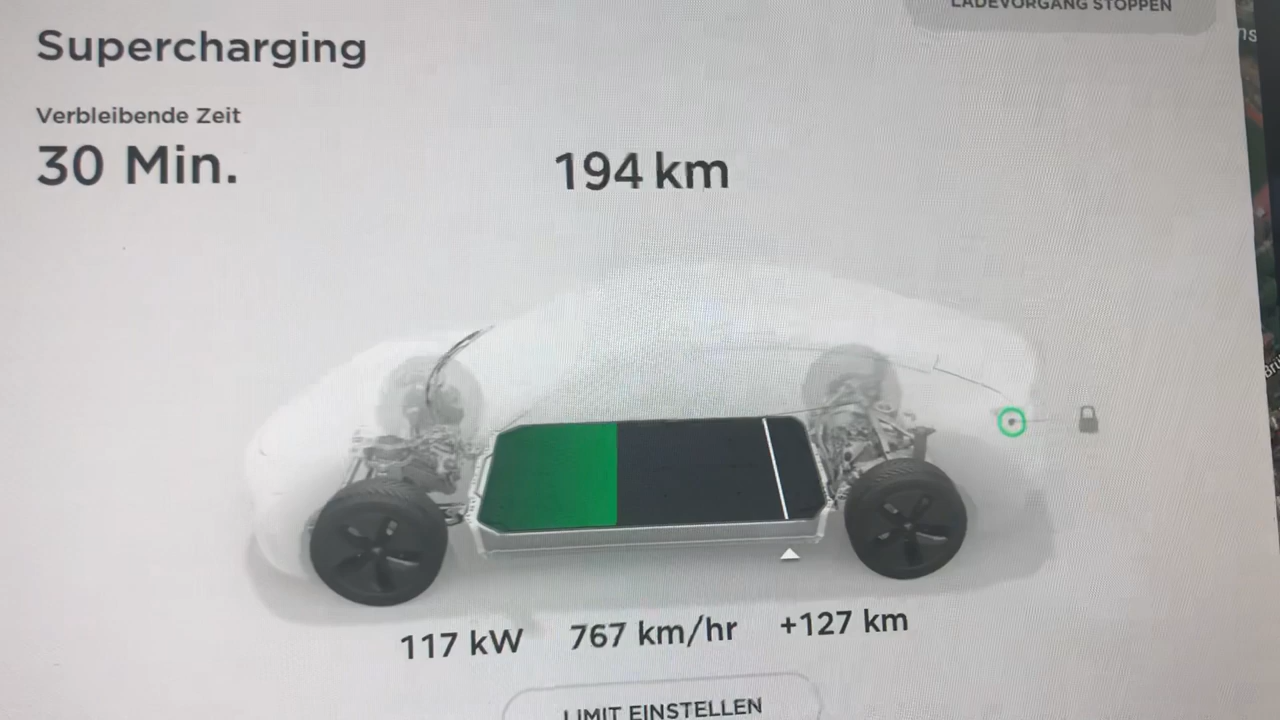 LADEVORGANG STOPPEN
Supercharging
Verbleibende Zeit
30 Min.
194 km
117 kW 767 km/hr +127 km
LIMIT EINSTELLEN